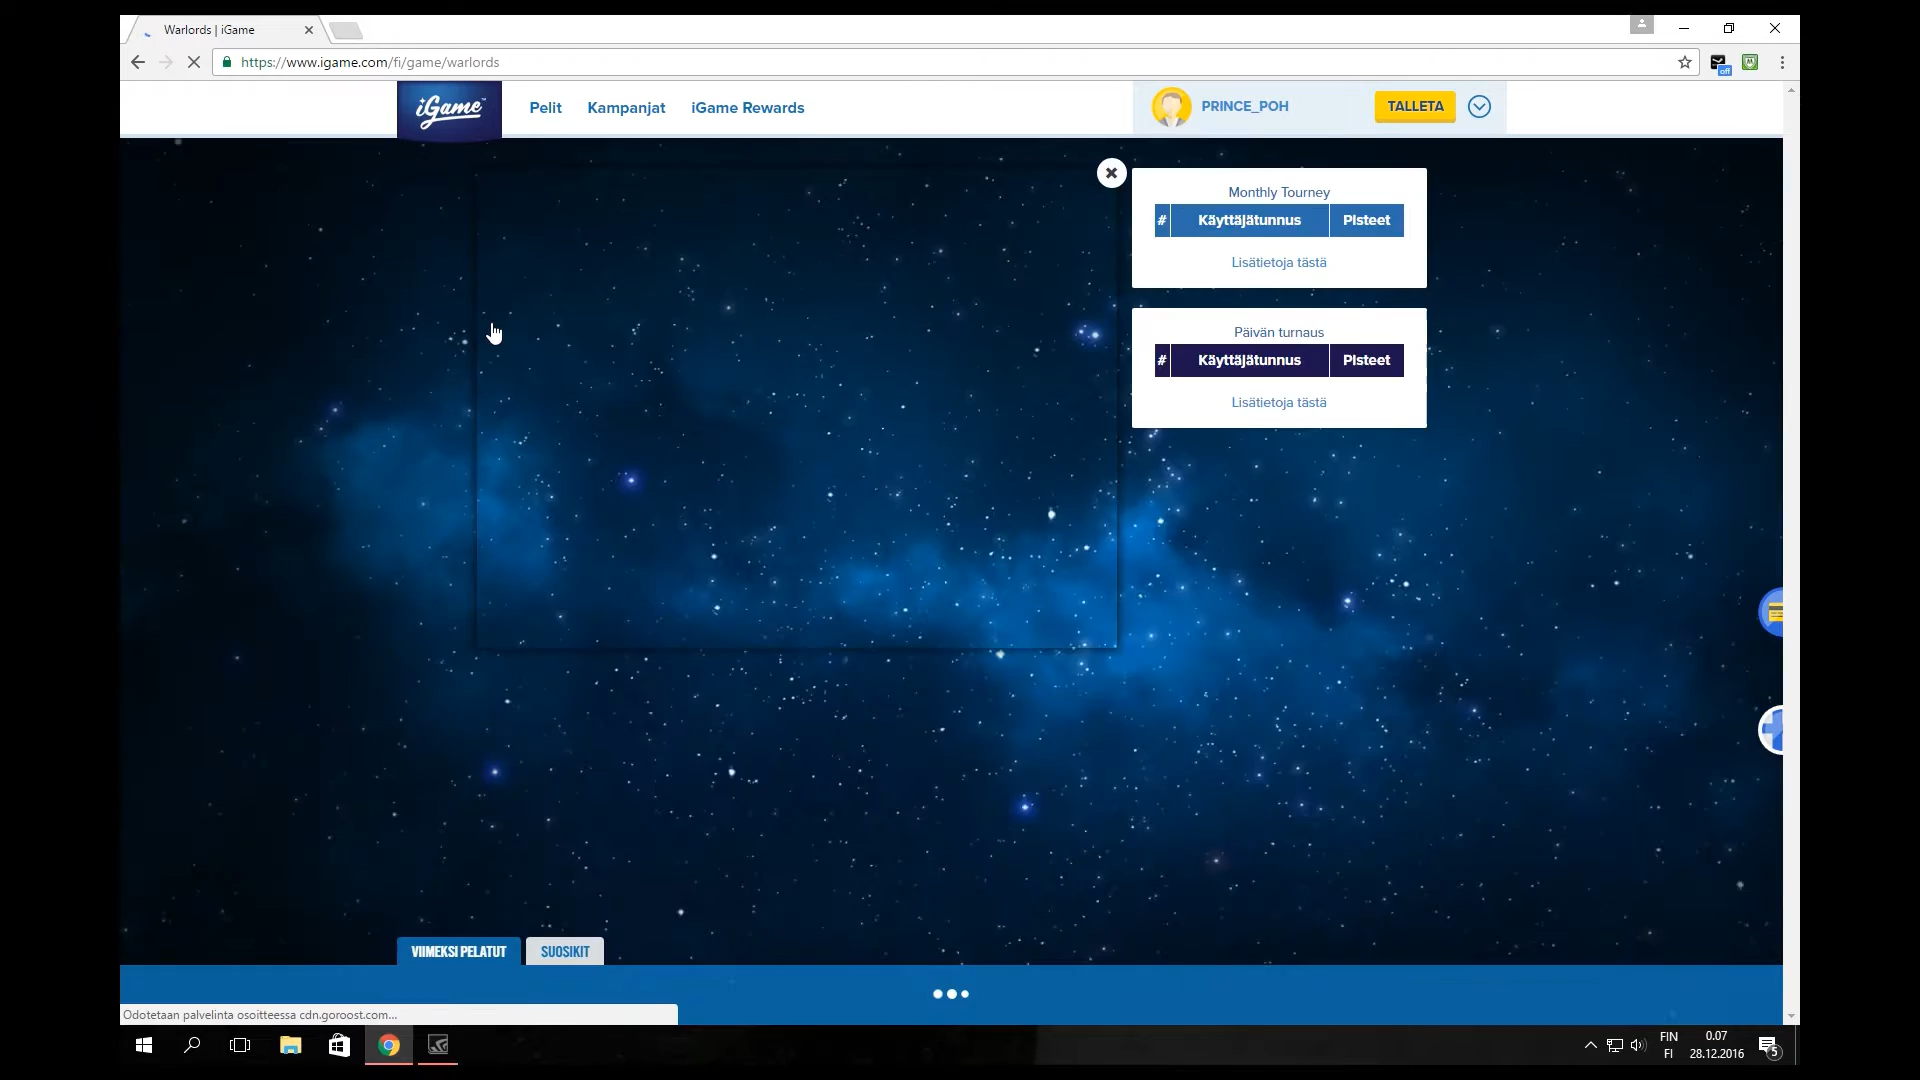 Warlords | iGame
https://www.igame.com/fi/game/warlords
iGame
Pelit
Kampanjat
iGame Rewards
PRINCE_POH
TALLETA
off
Monthly Tourney
# Käyttäjätunnus Pisteet
Lisätietoja tästä
Päivän turnaus
# Käyttäjätunnus Pisteet
Lisätietoja tästä
VIIMEKSI PELATUT
SUOSIKIT
Odotetaan palvelinta osoitteessa cdn.goroost.com...
FIN
FI
0.07
28.12.2016
5